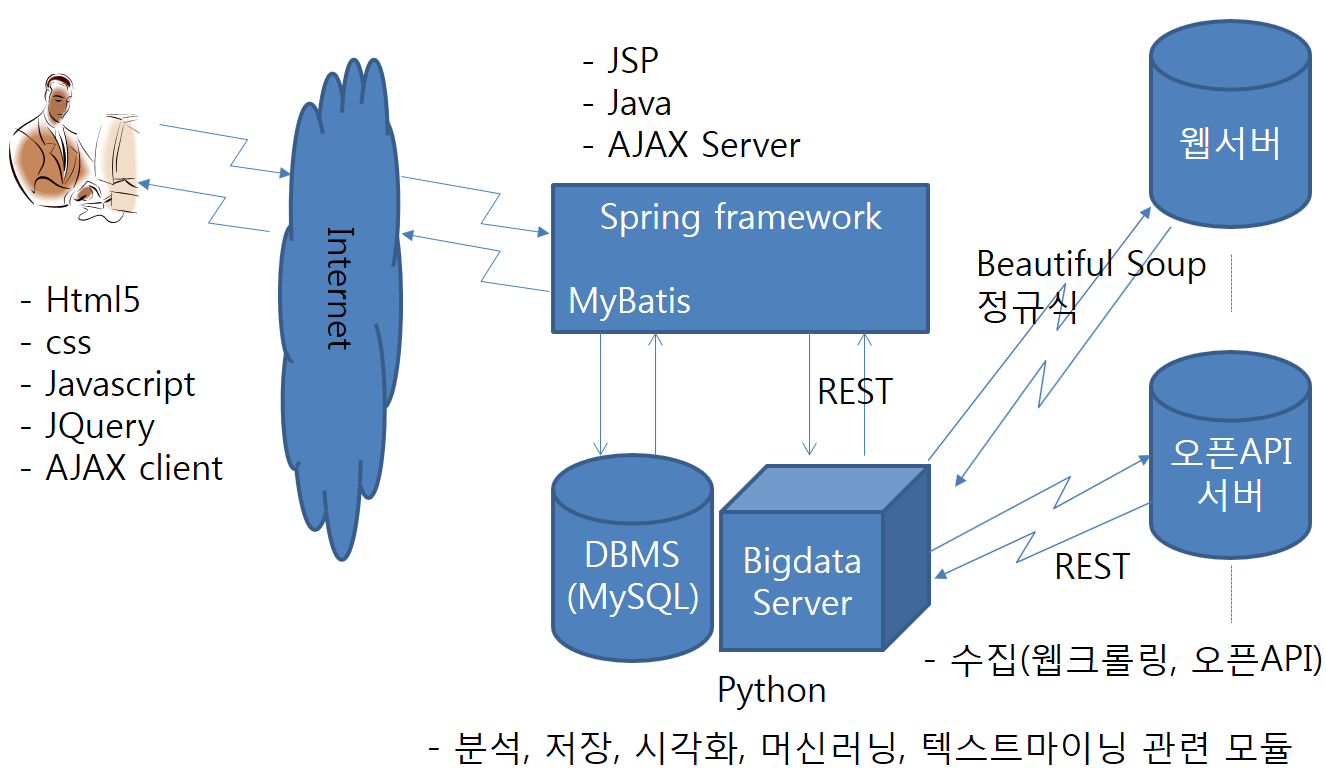 - JSP
- Java
- AJAX Server
웹서버
Spring framework
MyBatis
Internet
Beautiful Soup
정규식
- Html5
- css
- Javascript
- JQuery
- AJAX client
REST
오픈API
서버
DBMS
(MySQL)
Bigdata
Server
REST
- 수집(웹크롤링, 오픈API)
Python
- 분석, 저장, 시각화, 머신러닝, 텍스트마이닝 관련 모듈